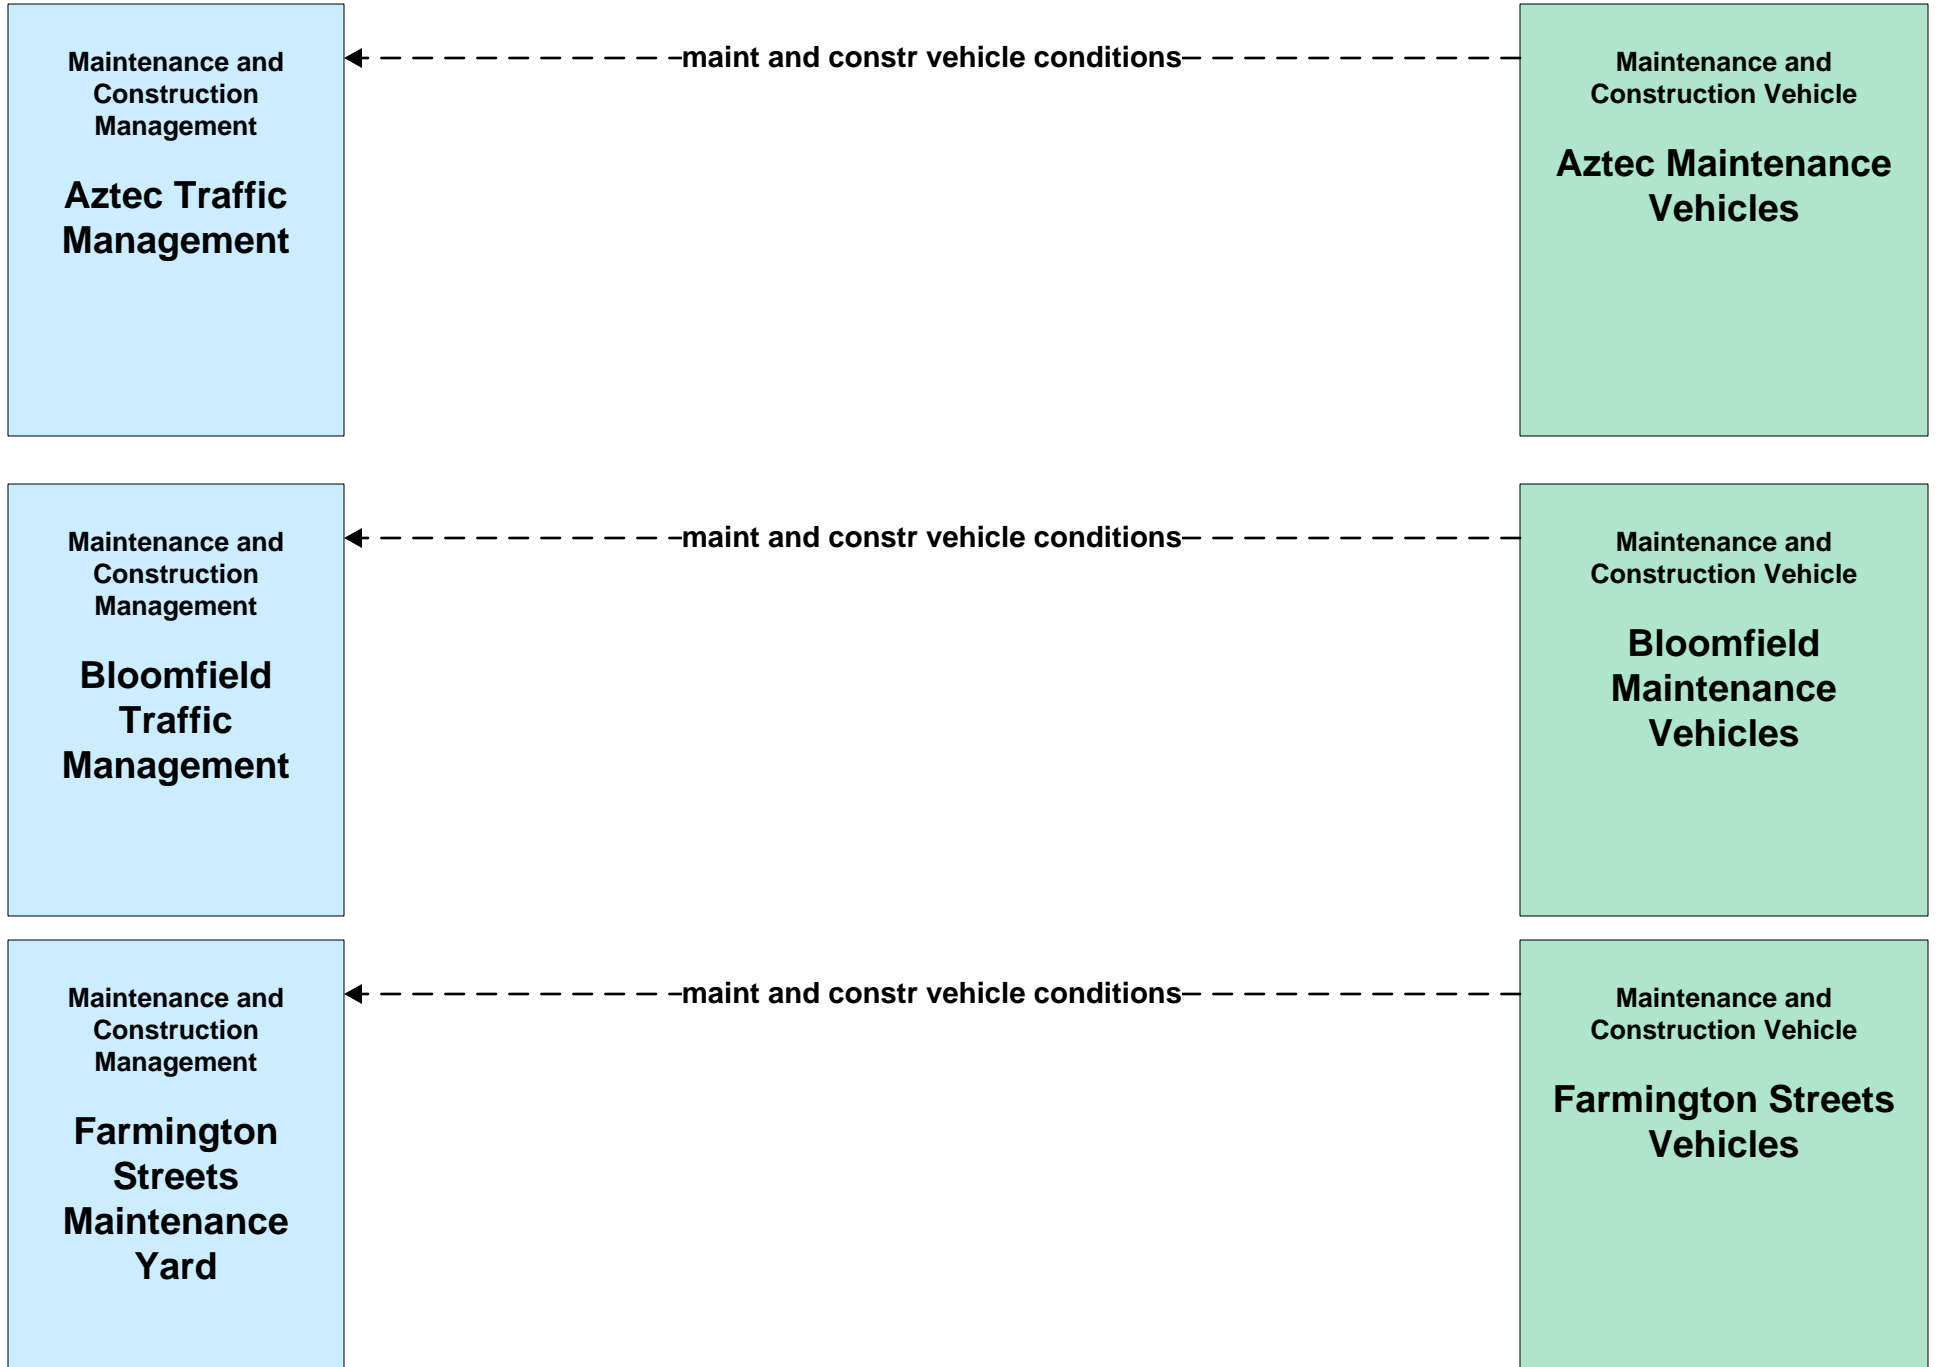 Maintenance and
Construction
Management
Aztec Traffic
Management
maint and constr vehicle conditions
Maintenance and
Construction Vehicle
Aztec Maintenance
Vehicles
Maintenance and
Construction
Management
Bloomfield
Traffic
Management
maint and constr vehicle conditions
Maintenance and
Construction Vehicle
Bloomfield
Maintenance
Vehicles
Maintenance and
Construction
Management
Farmington
Streets
Maintenance
Yard
maint and constr vehicle conditions
Maintenance and
Construction Vehicle
Farmington Streets
Vehicles